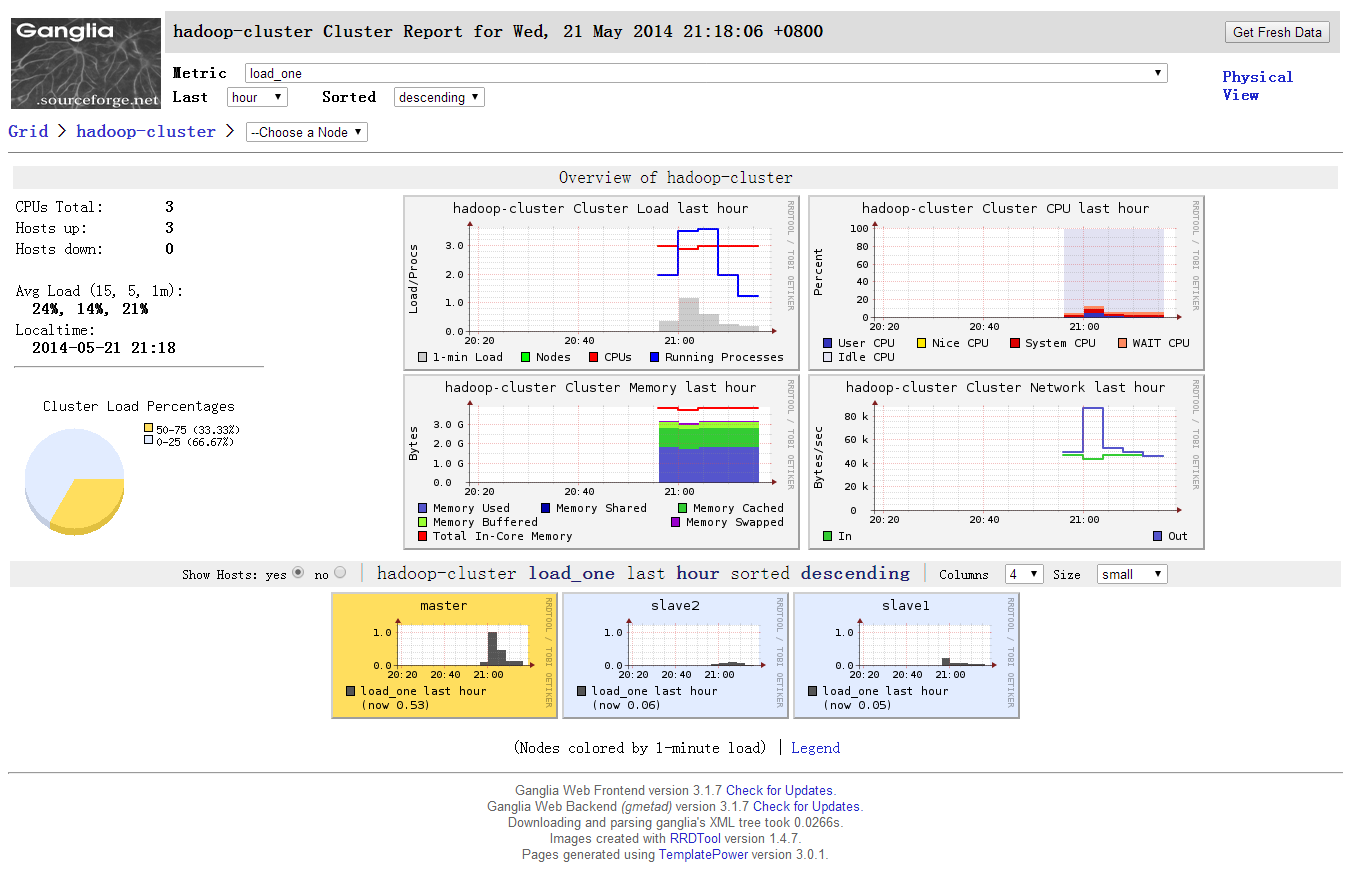 Ganglia
.sourceforge.net
hadoop-cluster Cluster Report for Wed, 21 May 2014 21:18:06 +0800
Get Fresh Data
Metric load_one
Last hour Sorted descending
Physical
View
Grid > hadoop-cluster > --Choose a Node
Overview of hadoop-cluster
CPUs Total: 3
Hosts up: 3
Hosts down: 0
Avg Load (15, 5, 1m):
24%, 14%, 21%
Localtime:
2014-05-21 21:18
Cluster Load Percentages
50-75 (33.33%)
0-25 (66.67%)
hadoop-cluster Cluster Load last hour
RRDTOOL / TOBI OETIKER
Load/Procs
3.0
2.0
1.0
0.0
20:20 20:40 21:00
1-min Load Nodes CPUs Running Processes
hadoop-cluster Cluster CPU last hour
RRDTOOL / TOBI OETIKER
Percent
100
80
60
40
20
0
20:20 20:40 21:00
User CPU Nice CPU System CPU WAIT CPU
Idle CPU
hadoop-cluster Cluster Memory last hour
RRDTOOL / TOBI OETIKER
Bytes
3.0 G
2.0 G
1.0 G
0.0
20:20 20:40 21:00
Memory Used Memory Shared Memory Cached
Memory Buffered Memory Swapped
Total In-Core Memory
hadoop-cluster Cluster Network last hour
RRDTOOL / TOBI OETIKER
Bytes/sec
80 k
60 k
40 k
20 k
0
20:20 20:40 21:00
In Out
Show Hosts: yes no hadoop-cluster load_one last hour sorted descending Columns 4 Size small
master
RRDTOOL / TOBI OETIKER
1.0
0.0
20:20 20:40 21:00
load_one last hour
(now 0.53)
slave2
RRDTOOL / TOBI OETIKER
1.0
0.0
20:20 20:40 21:00
load_one last hour
(now 0.06)
slave1
RRDTOOL / TOBI OETIKER
1.0
0.0
20:20 20:40 21:00
load_one last hour
(now 0.05)
(Nodes colored by 1-minute load) | Legend
Ganglia Web Frontend version 3.1.7 Check for Updates.
Ganglia Web Backend (gmetad) version 3.1.7 Check for Updates.
Downloading and parsing ganglia's XML tree took 0.0266s.
Images created with RRDTool version 1.4.7.
Pages generated using TemplatePower version 3.0.1.